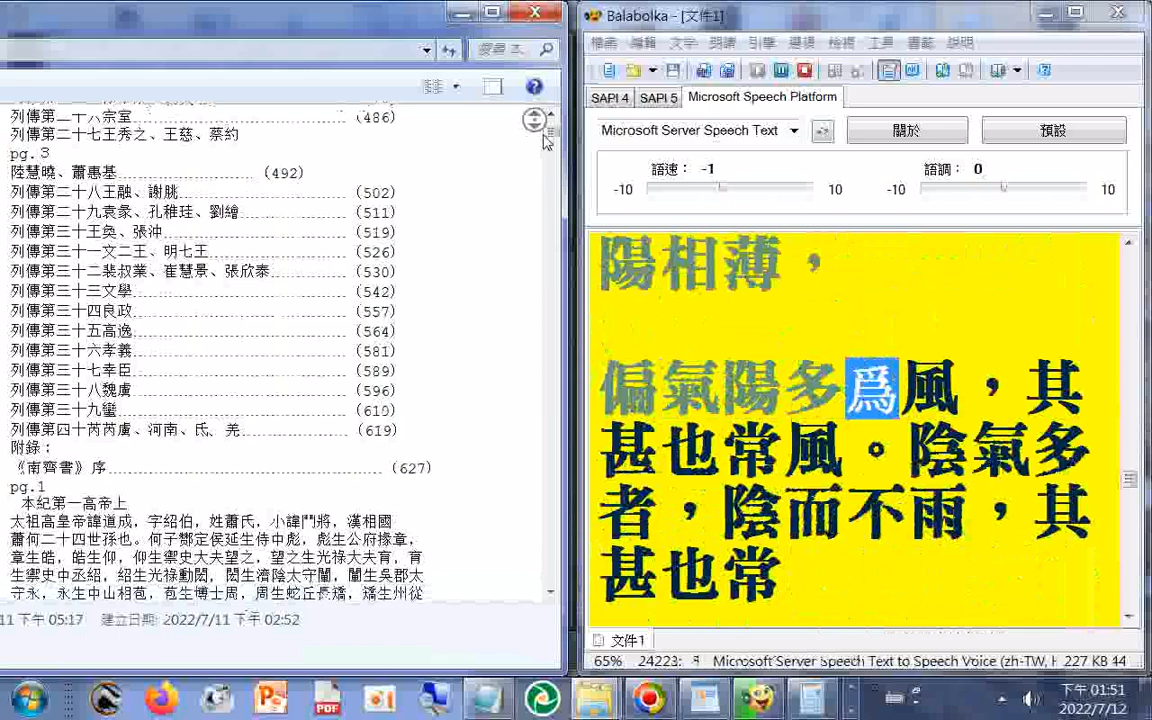 列傳第二十六宗室 (486)
列傳第二十七王秀之、王慈、蔡約
pg.3
陸慧曉、蕭惠基 (492)
列傳第二十八王融、謝朓 (502)
列傳第二十九袁彖、孔稚珪、劉繪 (511)
列傳第三十王奐、張沖 (519)
列傳第三十一文二王、明七王 (526)
列傳第三十二裴叔業、崔慧景、張欣泰 (530)
列傳第三十三文學 (542)
列傳第三十四良政 (557)
列傳第三十五高逸 (564)
列傳第三十六孝義 (581)
列傳第三十七幸臣 (589)
列傳第三十八魏虜 (596)
列傳第三十九蠻 (610)
列傳第四十芮芮虜、河南、氐、羌 (619)
附錄：
《南齊書》序 (627)
pg.1
本紀第一高帝上
太祖高皇帝諱道成，字紹伯，姓蕭氏，小諱鬥將，漢相國
蕭何二十四世孫也。何子酇定侯延生侍中彪，彪生公府掾章，
章生皓，皓生仰，仰生禦史大夫望之，望之生光祿大夫育，育
生禦史中丞紹，紹生光祿勳閎，閎生濟陰太守闡，闡生吳郡太
守永，永生中山相苞，苞生博士周，周生蛇丘長矯，矯生州從
11 下午 05:17 建立日期: 2022/7/11 下午 02:52
Balabolka - [文件1]
檔案 編輯 文字 朗讀 引擎 選項 檢視 工具 書籤 說明
SAPI 4 SAPI 5 Microsoft Speech Platform
Microsoft Server Speech Text 關於 預設
語速： -1 語調： 0
-10 10 -10 10
陽相薄，
偏氣陽多爲風，其
甚也常風。陰氣多
者，陰而不雨，其
甚也常
文件1
65% 24223: Microsoft Server Speech Text to Speech Voice (zh-TW, H 227 KB 44
下午 01:51
2022/7/12